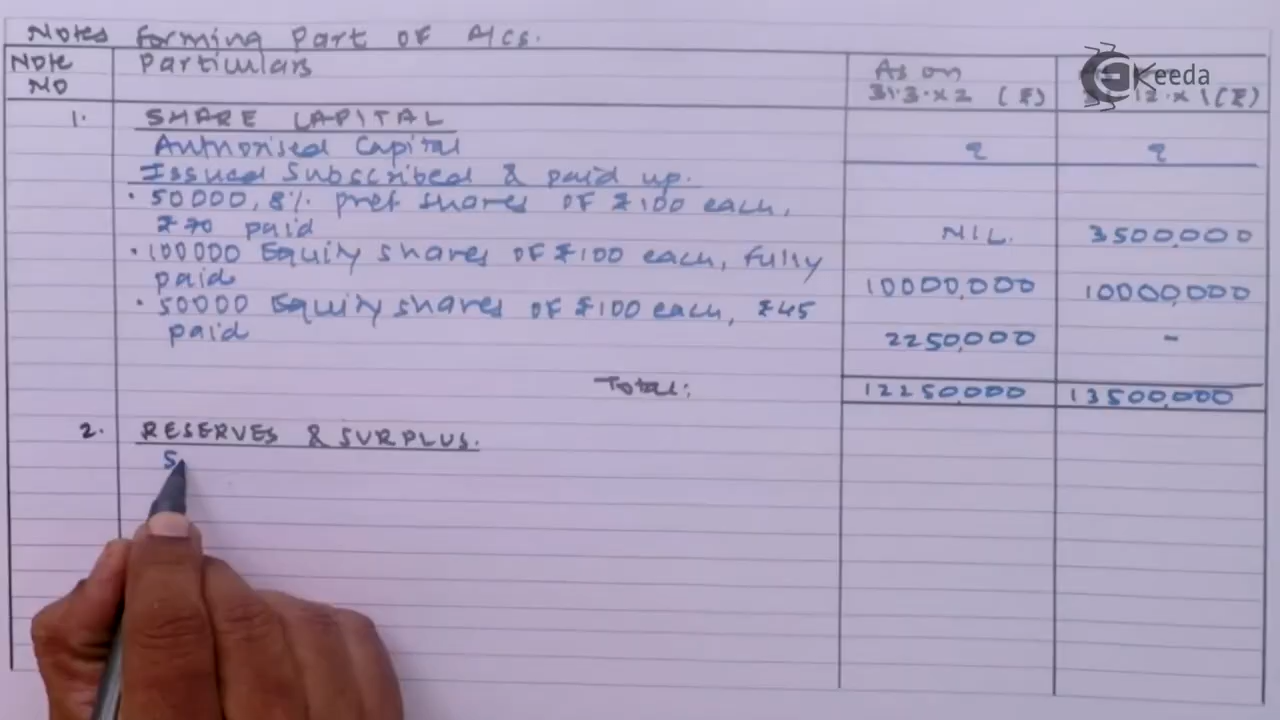 Notes forming Part of A/cs.
Note No
Particulars
As on 31.3.x2 (₹)
12.x1 (₹)
Keeda
1. SHARE CAPITAL
Authorised Capital ? ?
Issued Subscribed & paid up.
• 50000, 8% pref shares of ₹100 each,
₹70 paid NIL. 3500,000
• 100000 Equity shares of ₹100 each, fully
paid 10000,000 10000,000
• 50000 Equity shares of ₹100 each, ₹45
paid 2250,000 -
Total: 12250,000 13500,000
2. RESERVES & SURPLUS.
S